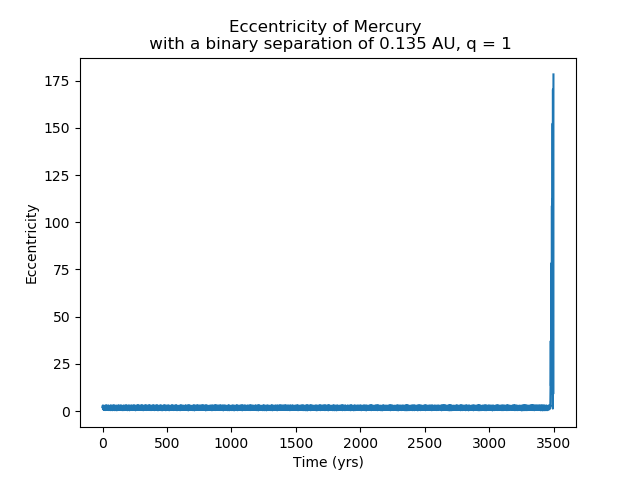 Eccentricity of Mercury
with a binary separation of 0.135 AU, q = 1
175
150
125
100
75
50
25
0
Eccentricity
0 500 1000 1500 2000 2500 3000 3500
Time (yrs)